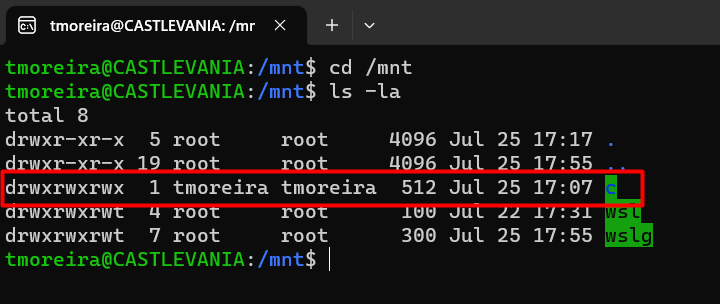 tmoreira@CASTLEVANIA: /mr
tmoreira@CASTLEVANIA:/mnt$ cd /mnt
tmoreira@CASTLEVANIA:/mnt$ ls -la
total 8
drwxr-xr-x  5 root     root     4096 Jul 25 17:17 .
drwxr-xr-x 19 root     root     4096 Jul 25 17:55 ..
drwxrwxrwx  1 tmoreira tmoreira  512 Jul 25 17:07 c
drwxrwxrwt  4 root     root      100 Jul 22 17:31 wsl
drwxrwxrwt  7 root     root      300 Jul 25 17:55 wslg
tmoreira@CASTLEVANIA:/mnt$